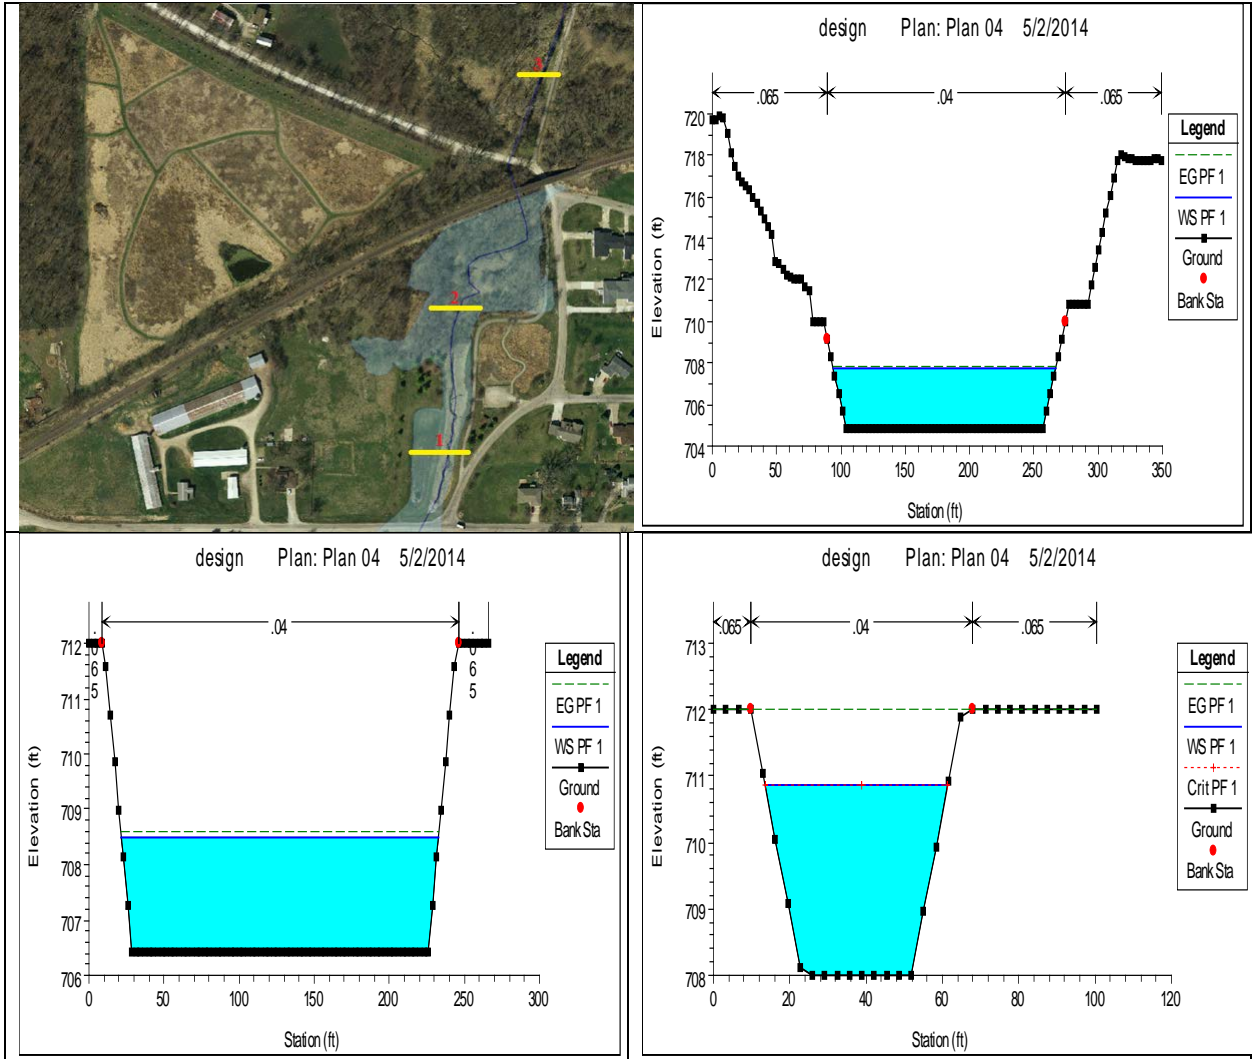 3
2
1
design Plan: Plan 04 5/2/2014
.065 .04 .065
Elevation (ft)
720
718
716
714
712
710
708
706
704
0 50 100 150 200 250 300 350
Station (ft)
Legend
EG PF 1
WS PF 1
Ground
Bank Sta
design Plan: Plan 04 5/2/2014
.065 .04 .065
Elevation (ft)
712
711
710
709
708
707
706
0 50 100 150 200 250 300
Station (ft)
Legend
EG PF 1
WS PF 1
Ground
Bank Sta
design Plan: Plan 04 5/2/2014
.065 .04 .065
Elevation (ft)
713
712
711
710
709
708
0 20 40 60 80 100 120
Station (ft)
Legend
EG PF 1
WS PF 1
Crit PF 1
Ground
Bank Sta